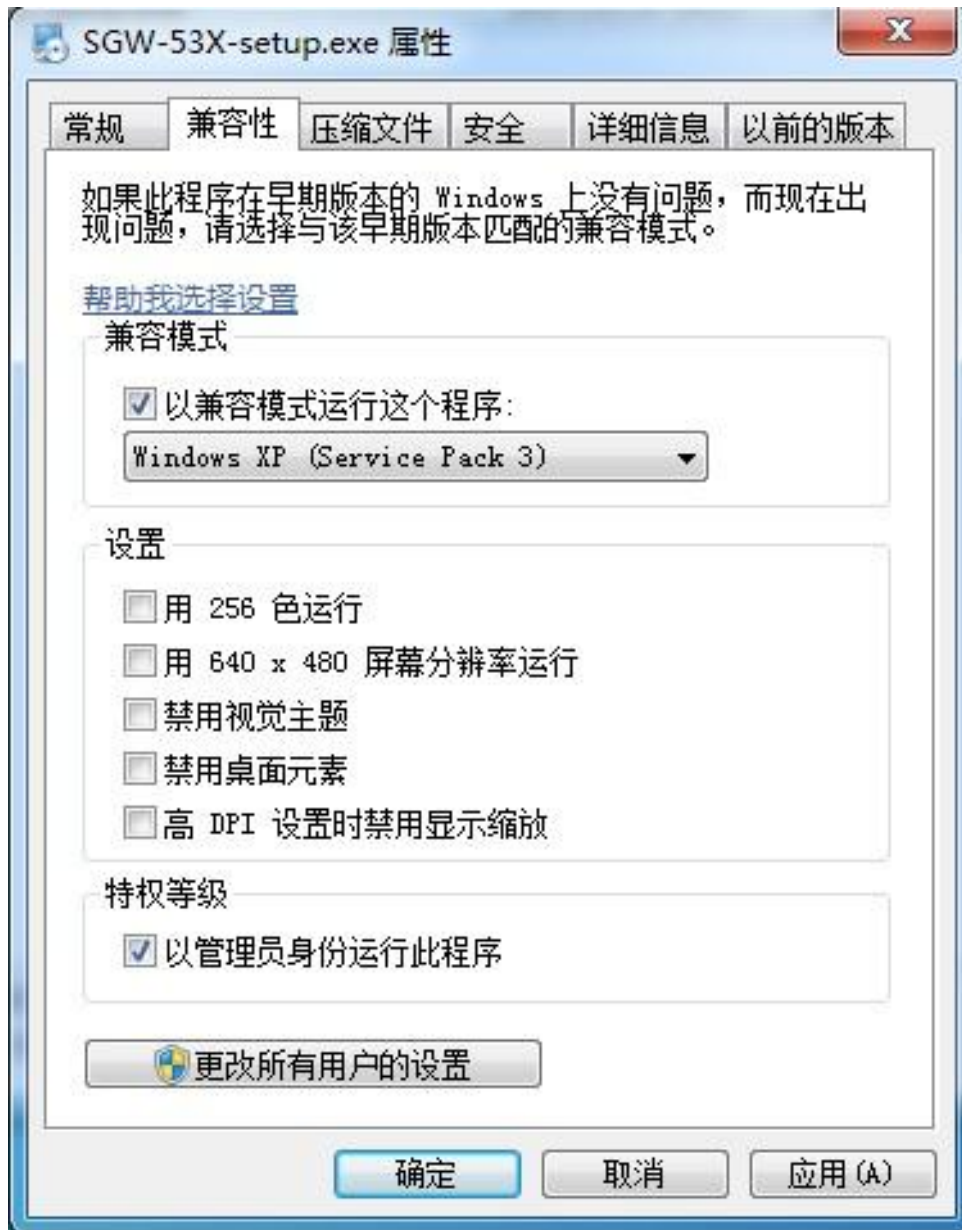 SGW-53X-setup.exe 属性
常规 兼容性 压缩文件 安全 详细信息 以前的版本
如果此程序在早期版本的 Windows 上没有问题，而现在出
现问题，请选择与该早期版本匹配的兼容模式。
帮助我选择设置
兼容模式
以兼容模式运行这个程序:
Windows XP (Service Pack 3)
设置
用 256 色运行
用 640 x 480 屏幕分辨率运行
禁用视觉主题
禁用桌面元素
高 DPI 设置时禁用显示缩放
特权等级
以管理员身份运行此程序
更改所有用户的设置
确定 取消 应用(A)